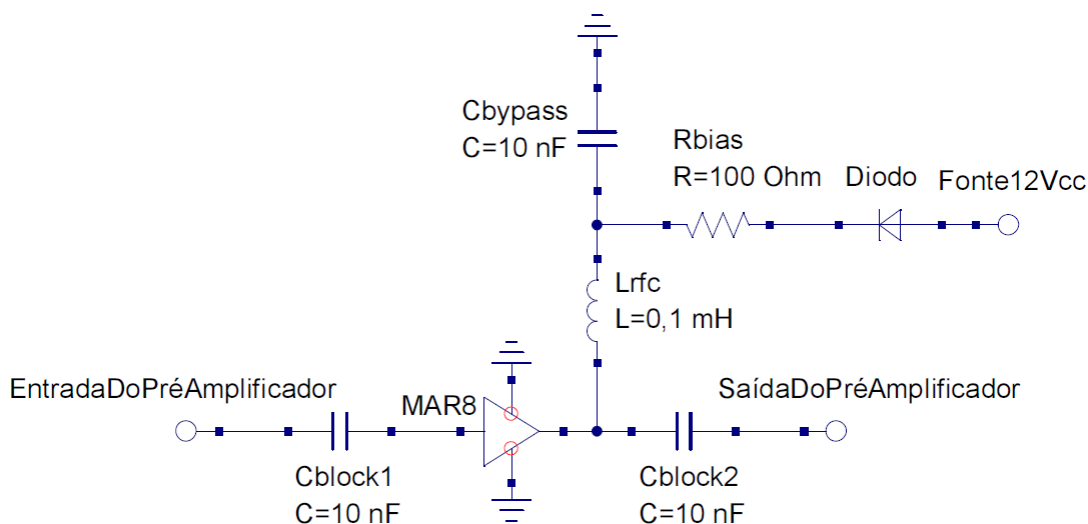 Cbypass
C=10 nF
Rbias
R=100 Ohm
Diodo
Fonte12Vcc
Lrfc
L=0,1 mH
EntradaDoPréAmplificador
MAR8
SaídaDoPréAmplificador
Cblock1
C=10 nF
Cblock2
C=10 nF